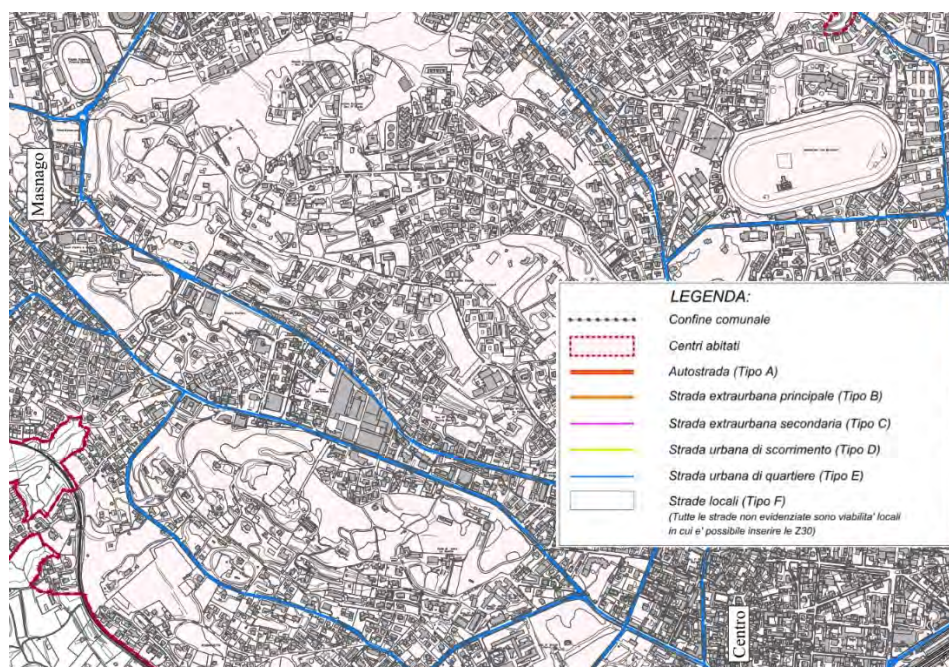 Masnago
LEGENDA:
Confine comunale
Centri abitati
Autostrada (Tipo A)
Strada extraurbana principale (Tipo B)
Strada extraurbana secondaria (Tipo C)
Strada urbana di scorrimento (Tipo D)
Strada urbana di quartiere (Tipo E)
Strade locali (Tipo F)
(Tutte le strade non evidenziate sono viabilita' locali
in cui e' possibile inserire le Z30)
Centro